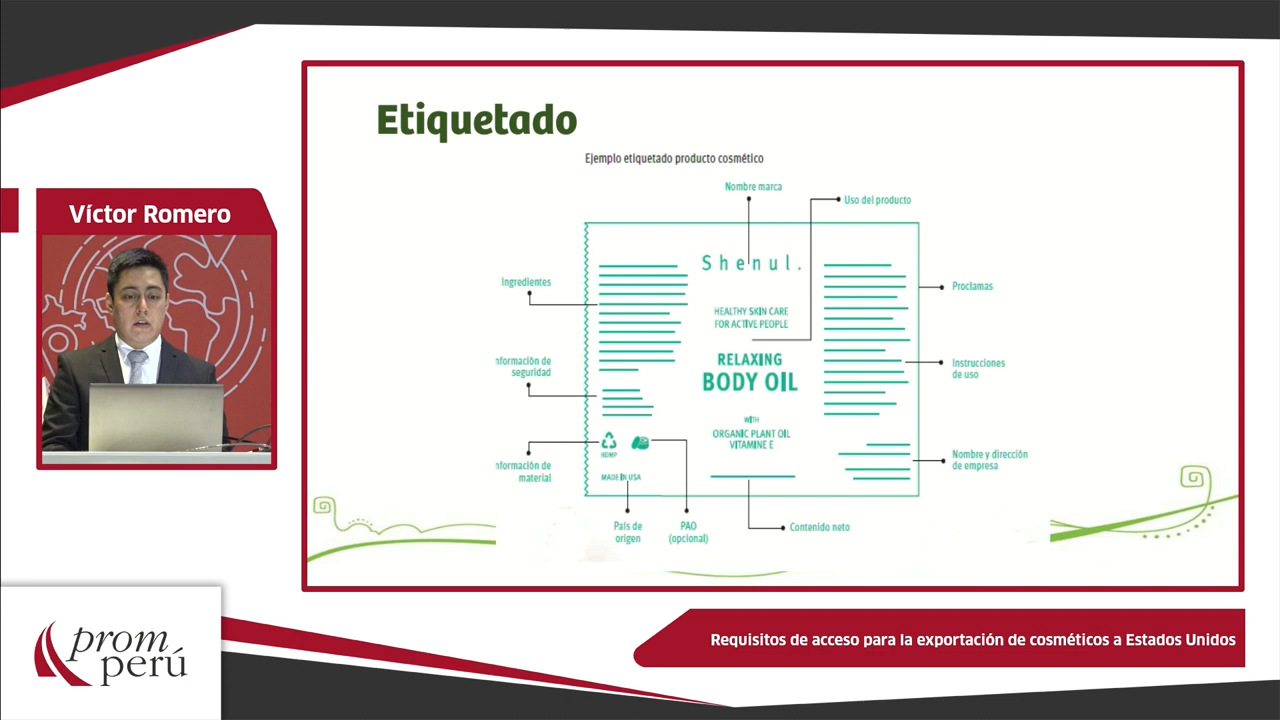 Etiquetado
Ejemplo etiquetado producto cosmético
Nombre marca
Uso del producto
Shenul.
Ingredientes
Proclamas
HEALTHY SKIN CARE
FOR ACTIVE PEOPLE
nformación de
seguridad
RELAXING
BODY OIL
Instrucciones
de uso
WITH
ORGANIC PLANT OIL
VITAMINE E
nformación de
material
MADE IN USA
Nombre y dirección
de empresa
País de
origen
PAO
(opcional)
Contenido neto
Víctor Romero
prom
perú
Requisitos de acceso para la exportación de cosméticos a Estados Unidos